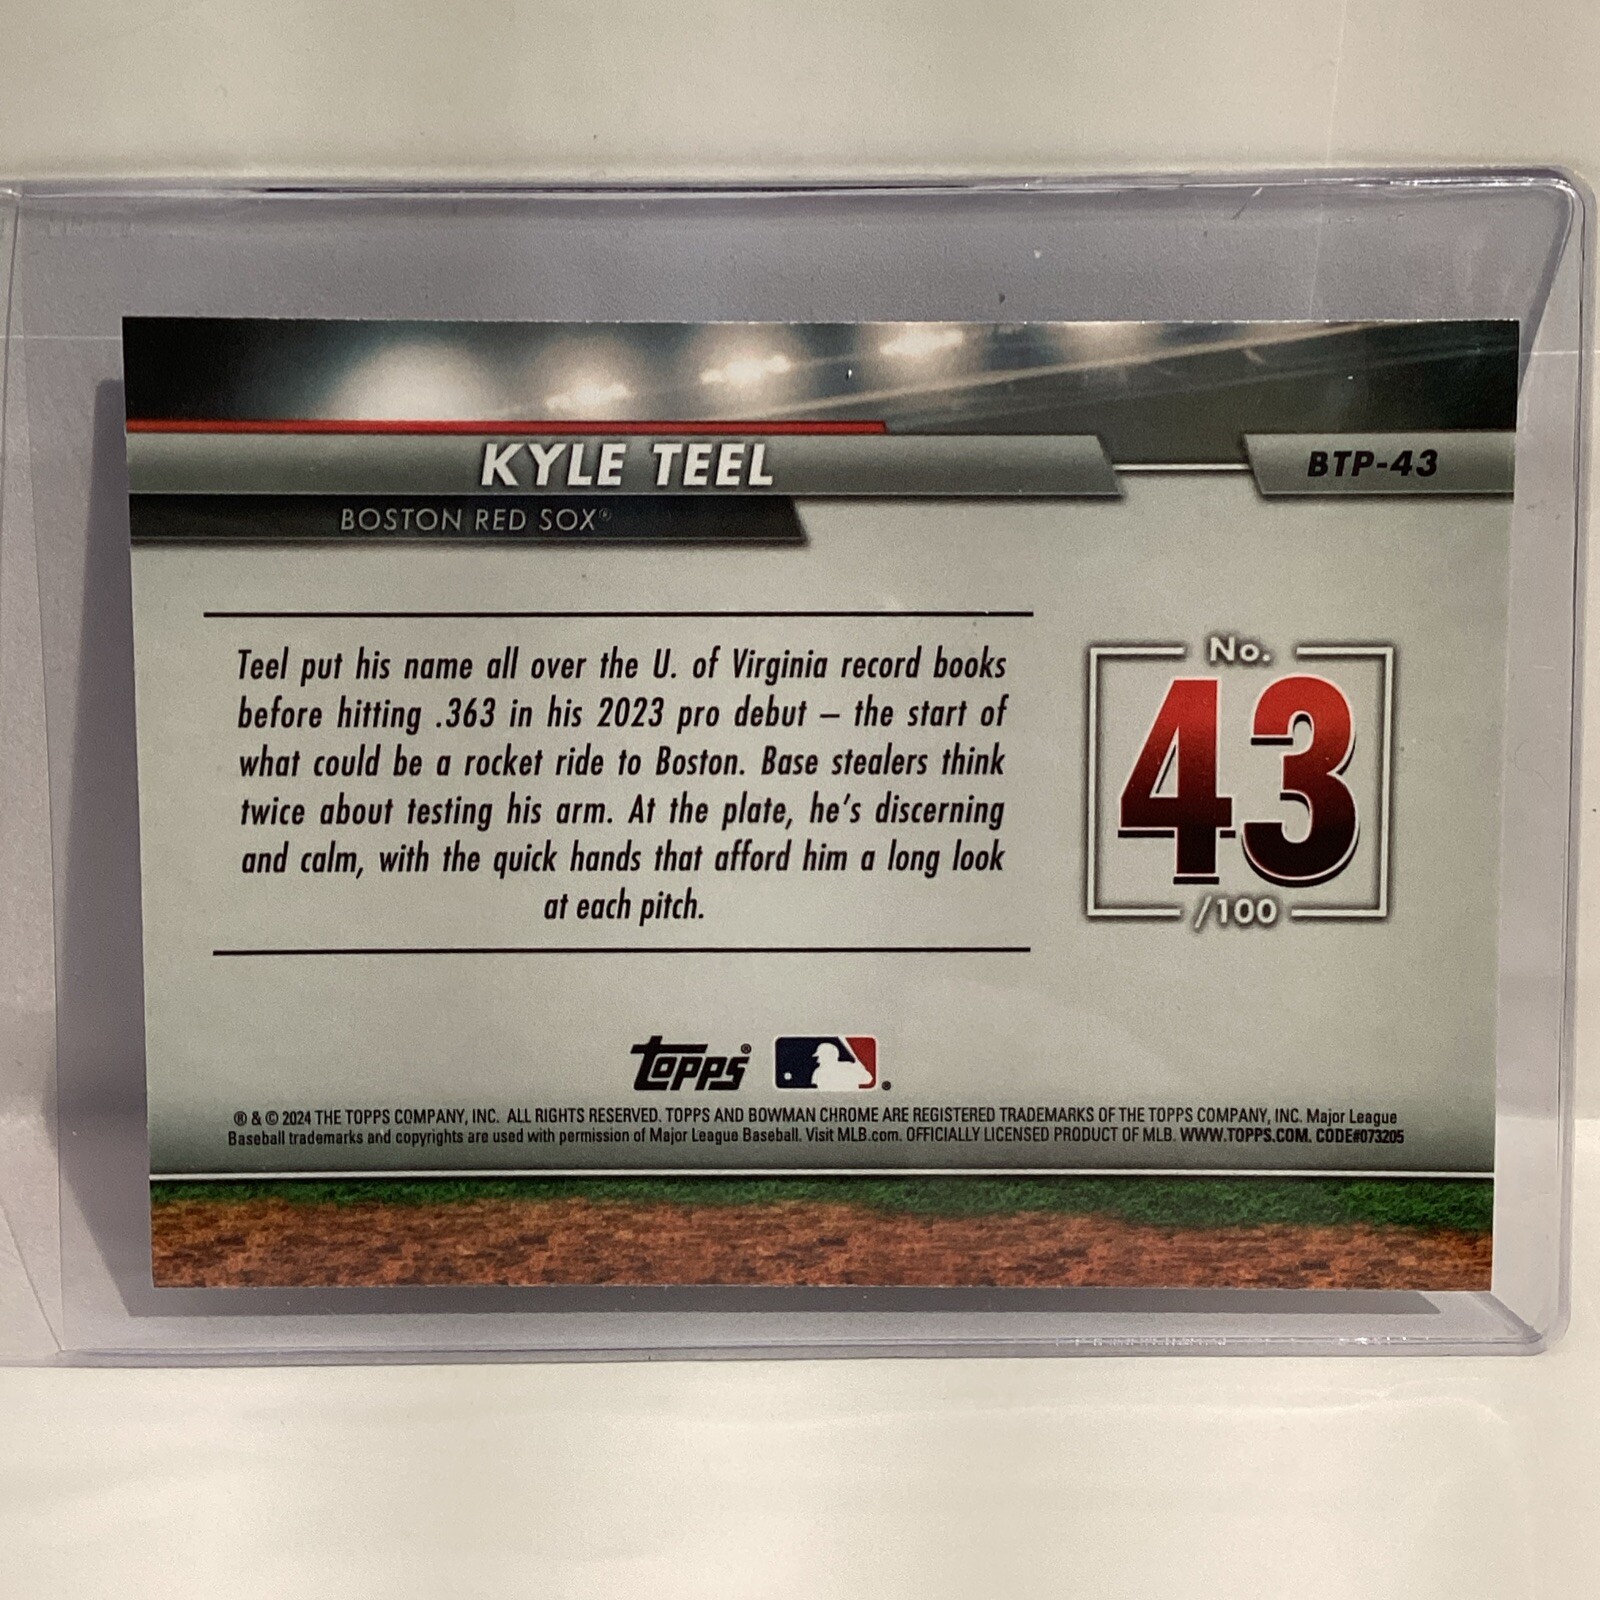 KYLE TEEL
BTP-43
BOSTON RED SOX®
Teel put his name all over the U. of Virginia record books
before hitting .363 in his 2023 pro debut – the start of
what could be a rocket ride to Boston. Base stealers think
twice about testing his arm. At the plate, he's discerning
and calm, with the quick hands that afford him a long look
at each pitch.
No.
43
/100
topps®
® & © 2024 THE TOPPS COMPANY, INC. ALL RIGHTS RESERVED. TOPPS AND BOWMAN CHROME ARE REGISTERED TRADEMARKS OF THE TOPPS COMPANY, INC. Major League
Baseball trademarks and copyrights are used with permission of Major League Baseball. Visit MLB.com. OFFICIALLY LICENSED PRODUCT OF MLB. WWW.TOPPS.COM. CODE#073205